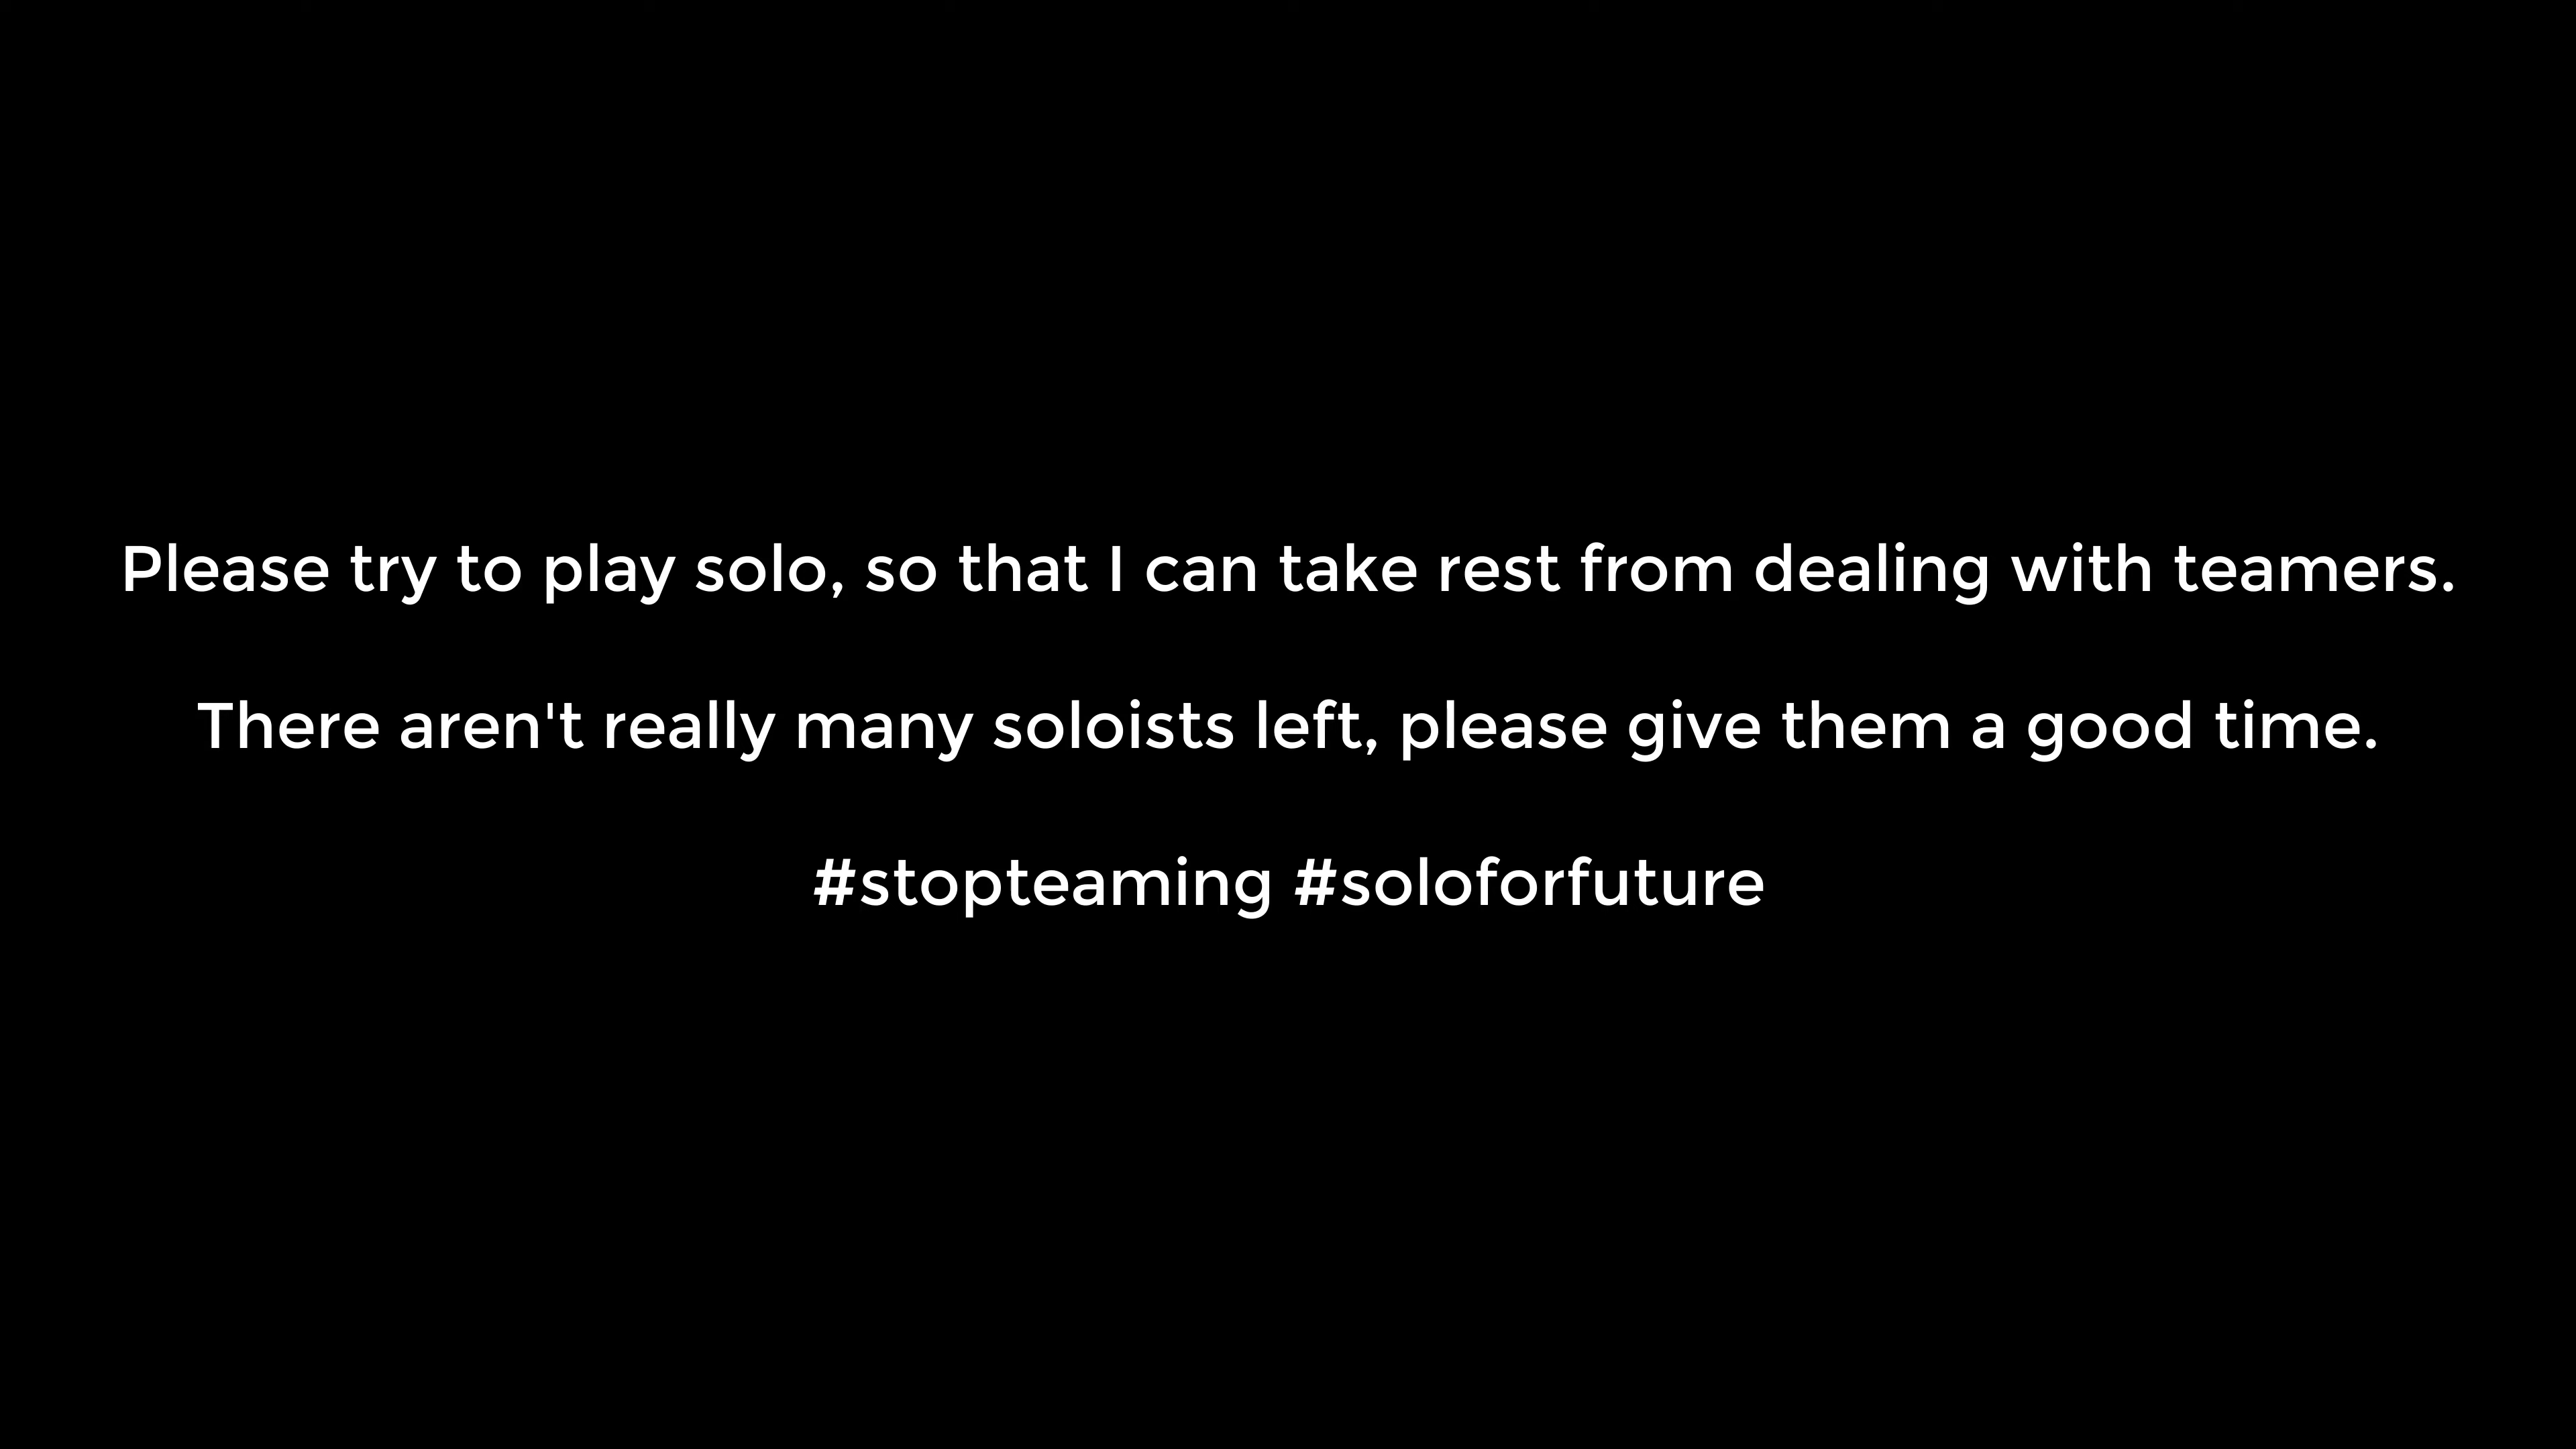 Please try to play solo, so that I can take rest from dealing with teamers.
There aren't really many soloists left, please give them a good time.
#stopteaming #soloforfuture